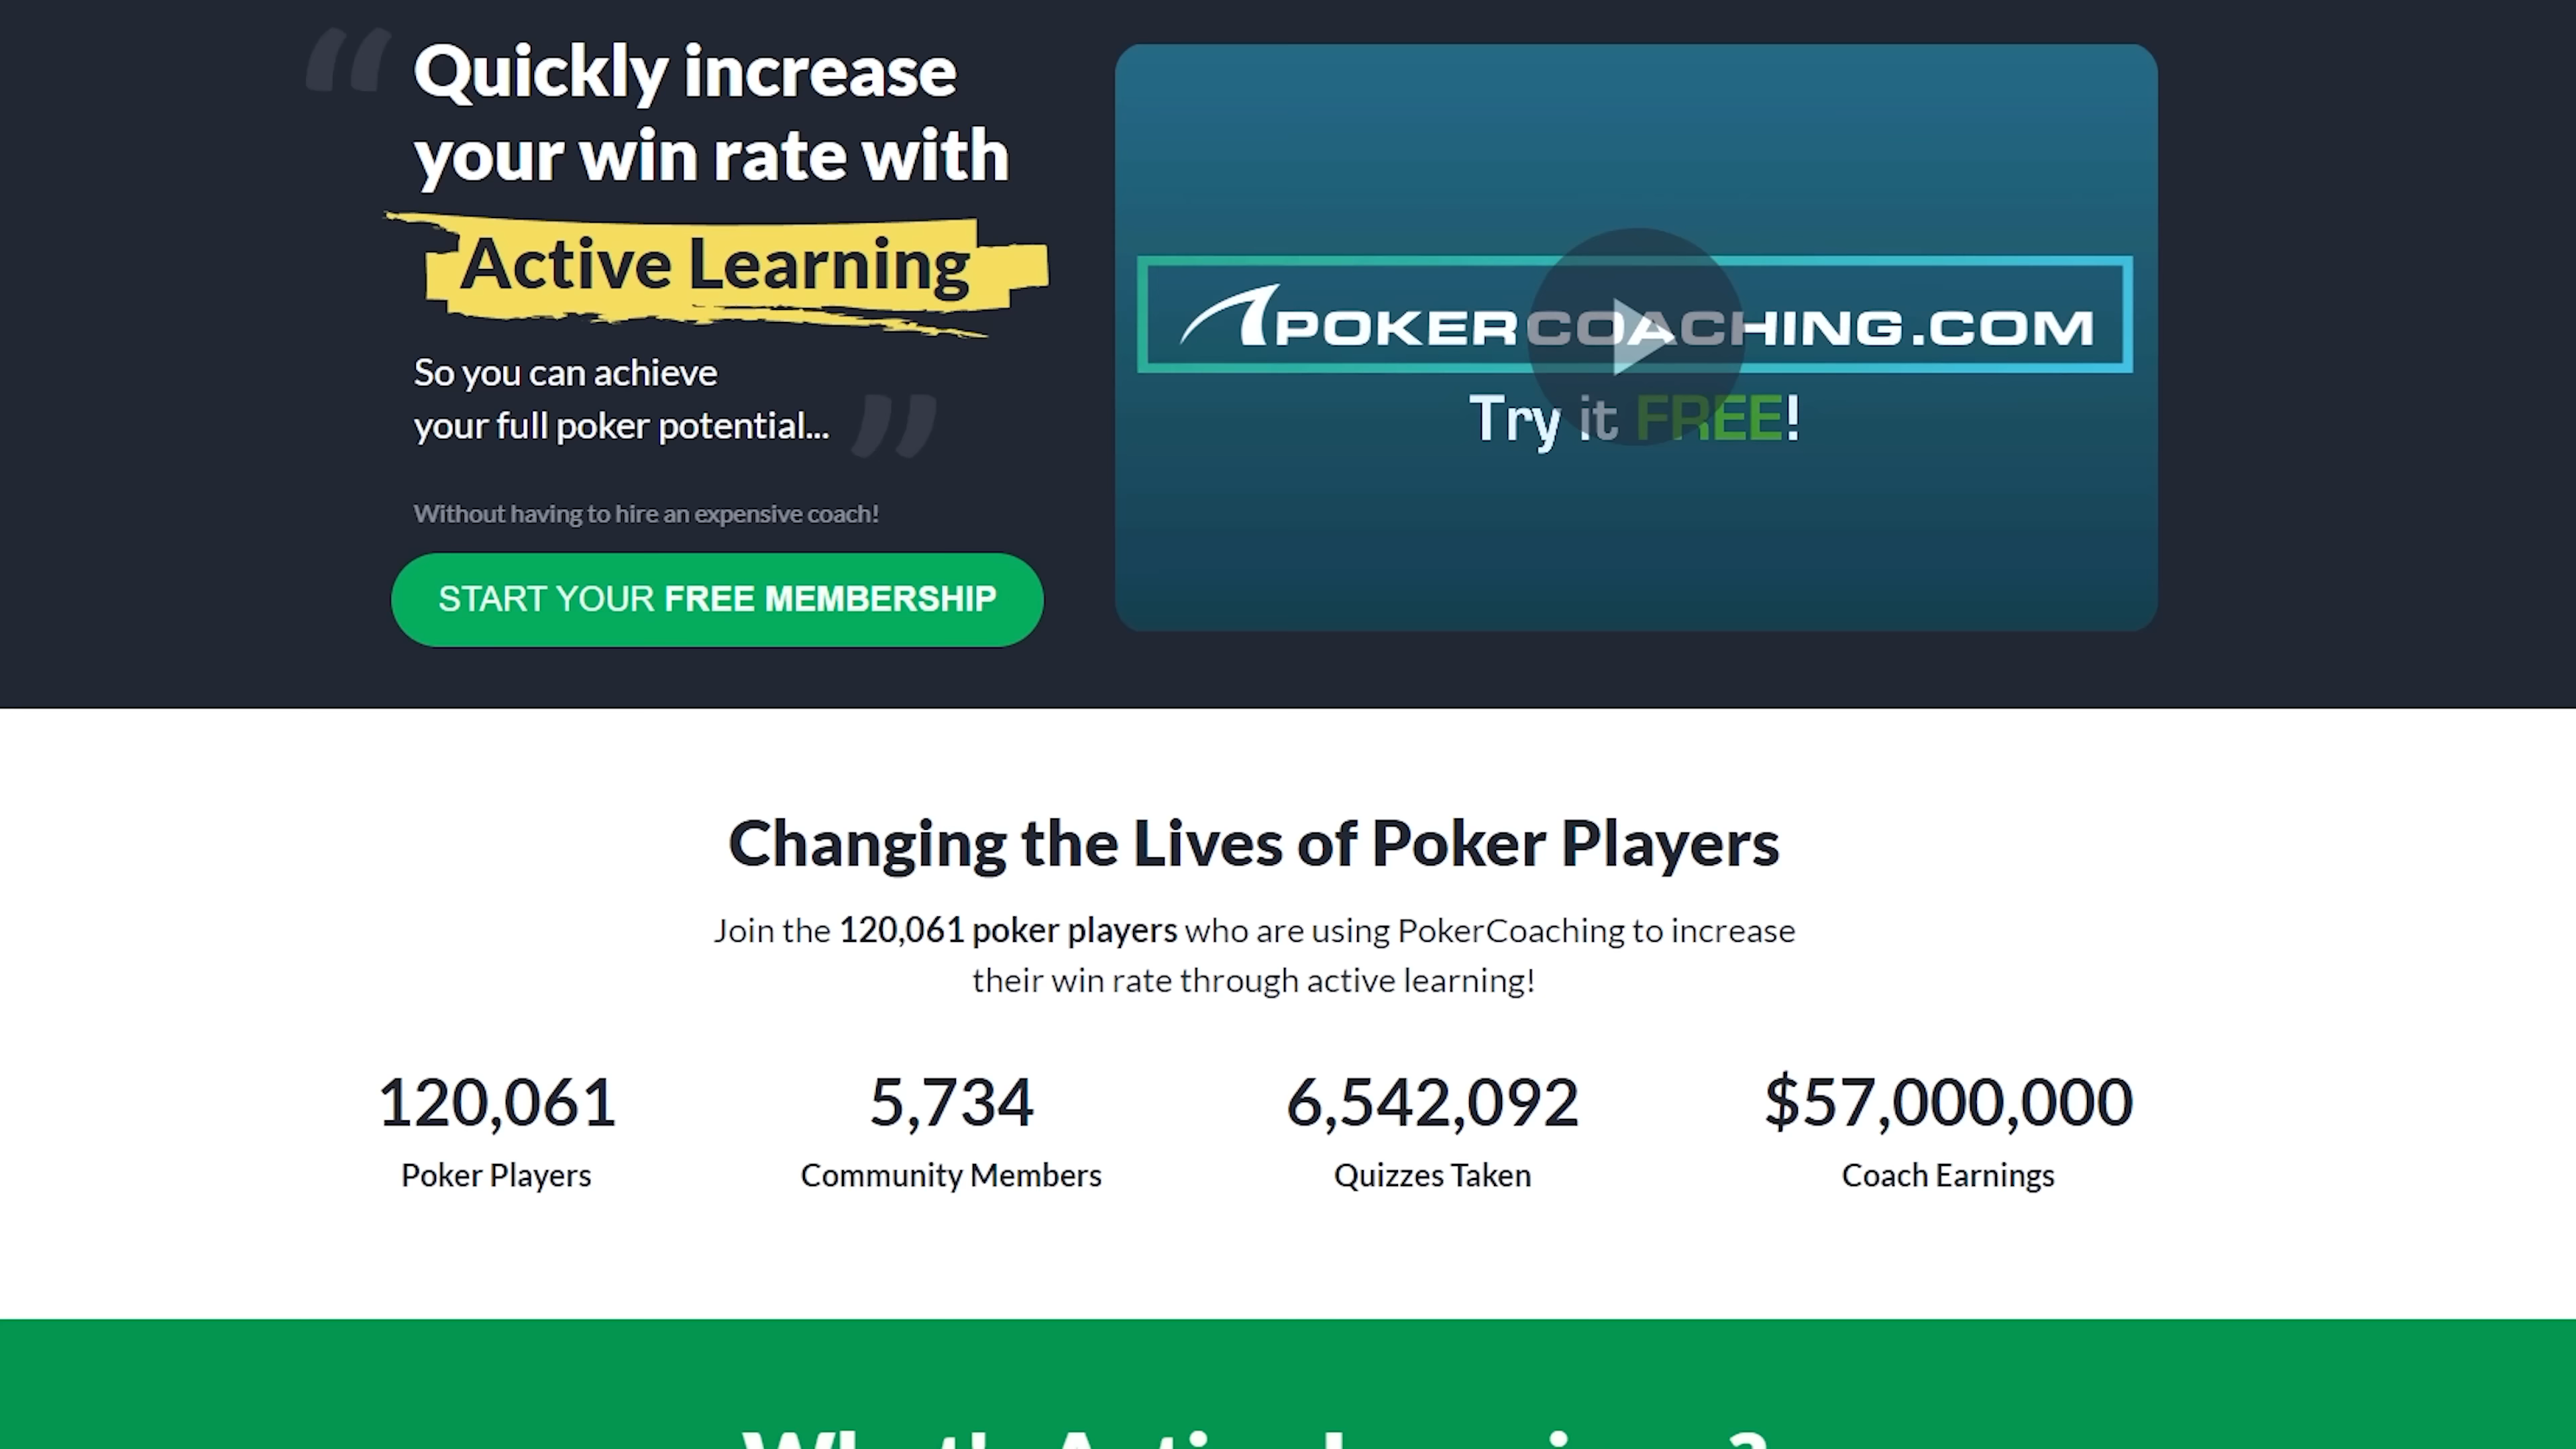 Quickly increase
your win rate with
Active Learning
So you can achieve
your full poker potential...
Without having to hire an expensive coach!
START YOUR FREE MEMBERSHIP
POKERCOACHING.COM
Try it FREE!
Changing the Lives of Poker Players
Join the 120,061 poker players who are using PokerCoaching to increase
their win rate through active learning!
120,061
Poker Players
5,734
Community Members
6,542,092
Quizzes Taken
$57,000,000
Coach Earnings
What's Active Learning?